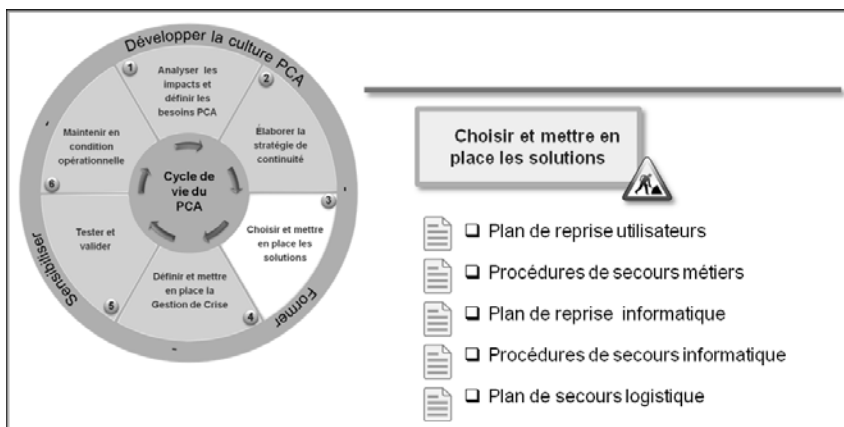 Développer la culture PCA
1
Analyser les
impacts et
définir les
besoins PCA
2
Élaborer la
stratégie de
continuité
3
Choisir et mettre
en place les
solutions
4
Définir et mettre
en place la
Gestion de Crise
5
Tester et
valider
6
Maintenir en
condition
opérationnelle
Cycle de
vie du
PCA
Former
Sensibiliser
Choisir et mettre en
place les solutions
Plan de reprise utilisateurs
Procédures de secours métiers
Plan de reprise informatique
Procédures de secours informatique
Plan de secours logistique